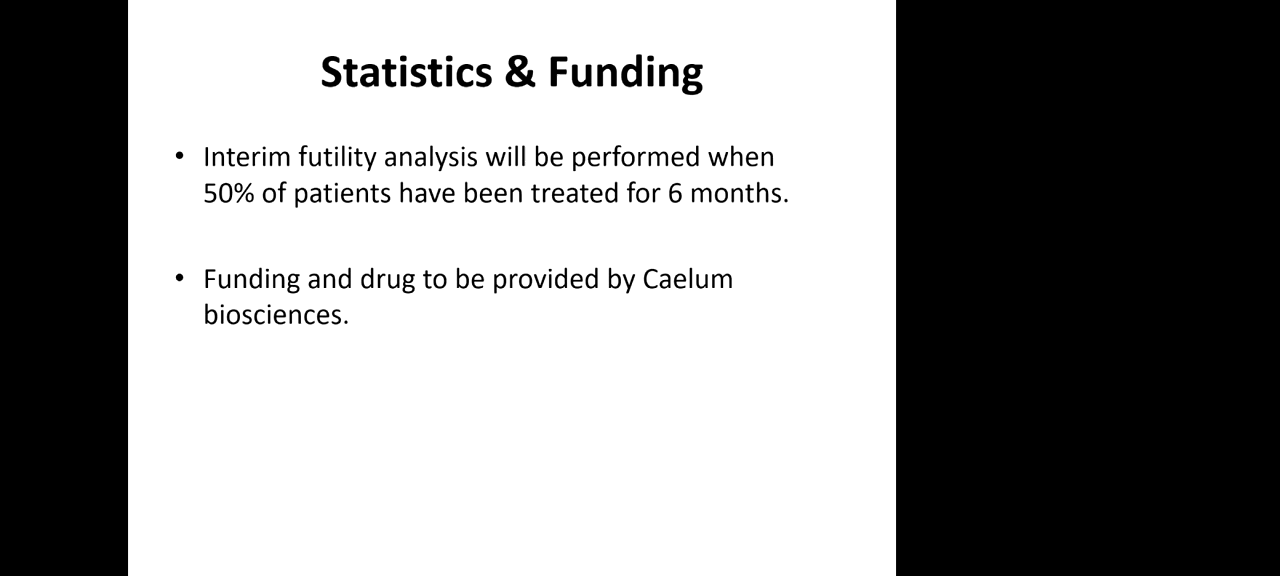 Statistics & Funding
• Interim futility analysis will be performed when
50% of patients have been treated for 6 months.
• Funding and drug to be provided by Caelum
biosciences.